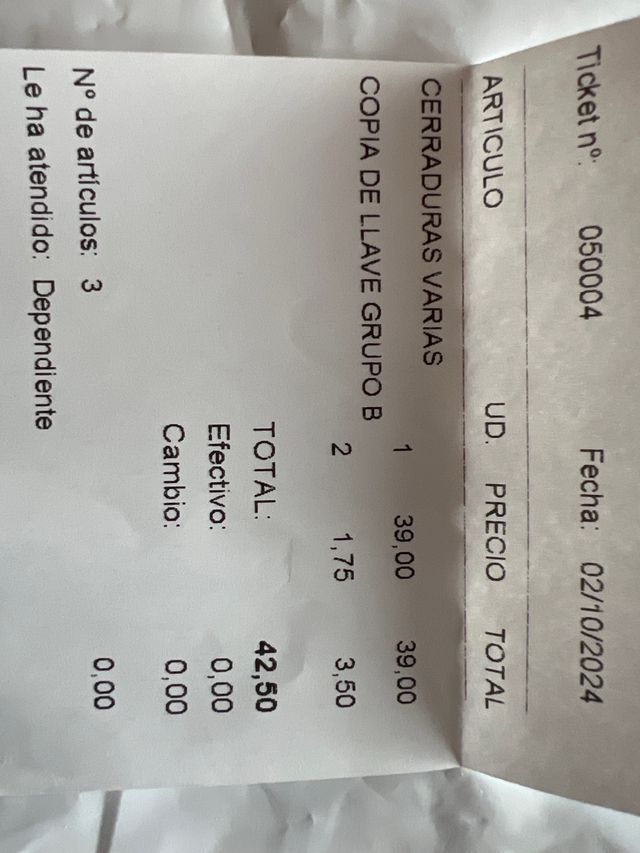 Ticket nº: 050004 Fecha: 02/10/2024
ARTICULO UD. PRECIO TOTAL
CERRADURAS VARIAS
1 39,00 39,00
COPIA DE LLAVE GRUPO B
2 1,75 3,50
TOTAL: 42,50
Efectivo: 0,00
Cambio: 0,00
Nº de artículos: 3 0,00
Le ha atendido: Dependiente